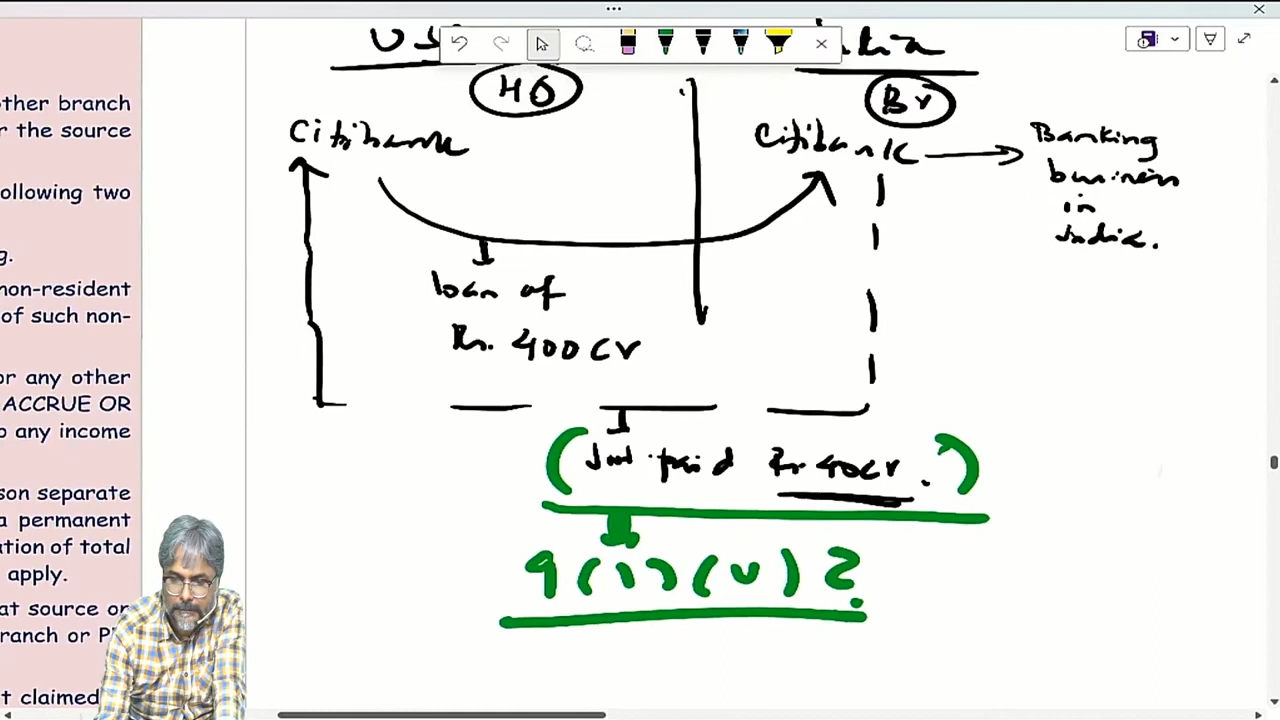 other branch
r the source
ollowing two
g.
non-resident
of such non-
or any other
ACCRUE OR
o any income
son separate
a permanent
ation of total
apply.
at source or
ranch or P
t claimed
US
HO
Br
Citibank
Citibank
Banking
business
in
India.
loan of
Rs. 400 cr
(Int. paid Rs 40 cr.)
9(1)(v)?